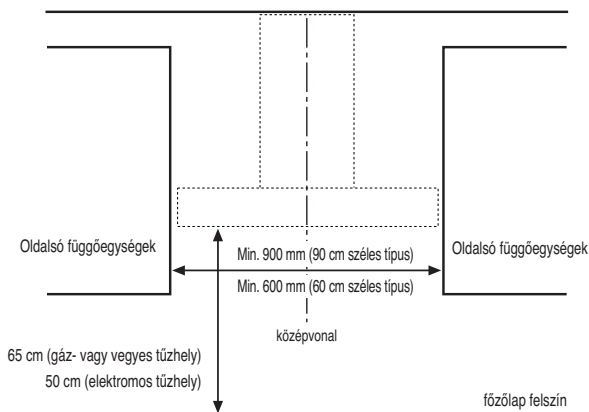 Oldalsó függőegységek
Min. 900 mm (90 cm széles típus)
Oldalsó függőegységek
Min. 600 mm (60 cm széles típus)
középvonal
65 cm (gáz- vagy vegyes tűzhely)
50 cm (elektromos tűzhely)
főzőlap felszín